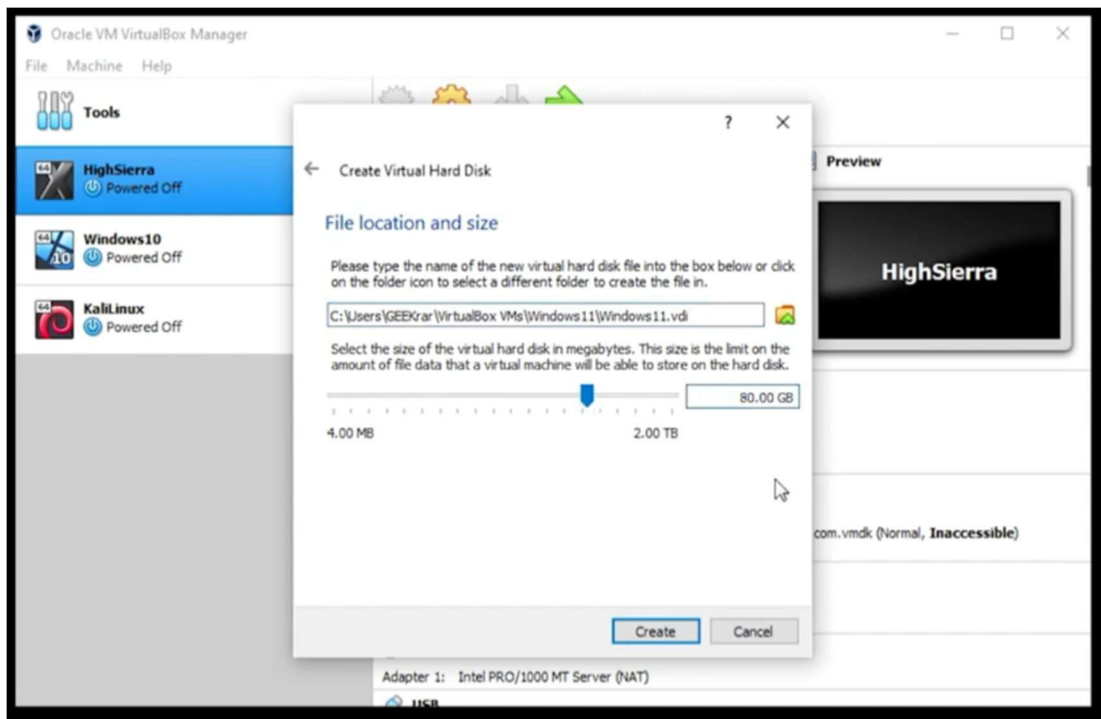 Oracle VM VirtualBox Manager
File Machine Help
Tools
64
HighSierra
Powered Off
64
10
Windows10
Powered Off
64
KaliLinux
Powered Off
?
Create Virtual Hard Disk
File location and size
Please type the name of the new virtual hard disk file into the box below or click
on the folder icon to select a different folder to create the file in.
C:\Users\GEEKrar\VirtualBox VMs\Windows11\Windows11.vdi
Select the size of the virtual hard disk in megabytes. This size is the limit on the
amount of file data that a virtual machine will be able to store on the hard disk.
80.00 GB
4.00 MB 2.00 TB
Create Cancel
Preview
HighSierra
com.vmdk (Normal, Inaccessible)
Adapter 1: Intel PRO/1000 MT Server (NAT)
USB